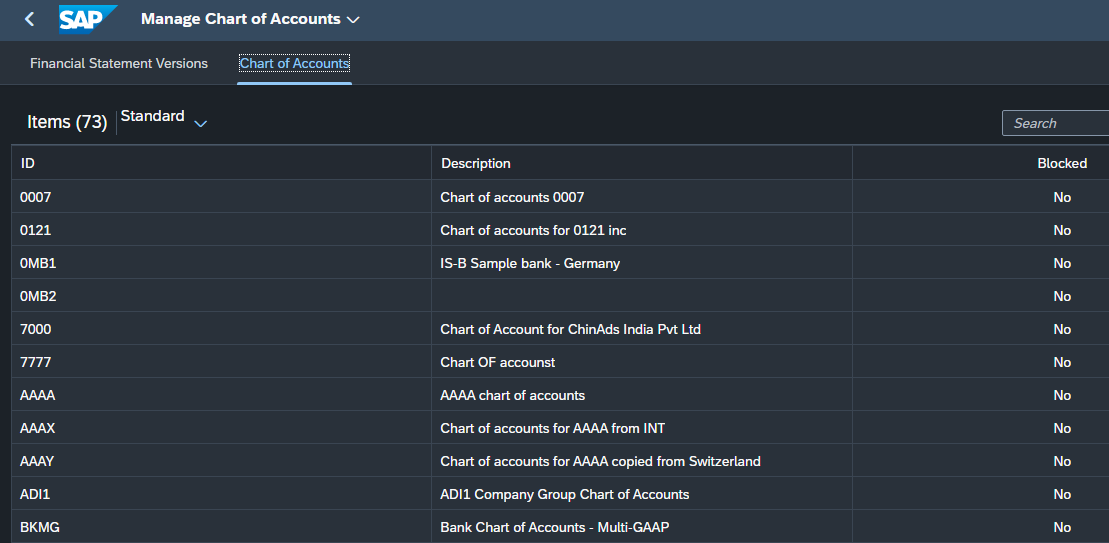 SAP Manage Chart of Accounts
Financial Statement Versions Chart of Accounts
Items (73) Standard Search
ID Description Blocked
0007 Chart of accounts 0007 No
0121 Chart of accounts for 0121 inc No
0MB1 IS-B Sample bank - Germany No
0MB2 No
7000 Chart of Account for ChinAds India Pvt Ltd No
7777 Chart OF accounst No
AAAA AAAA chart of accounts No
AAAX Chart of accounts for AAAA from INT No
AAAY Chart of accounts for AAAA copied from Switzerland No
ADI1 ADI1 Company Group Chart of Accounts No
BKMG Bank Chart of Accounts - Multi-GAAP No